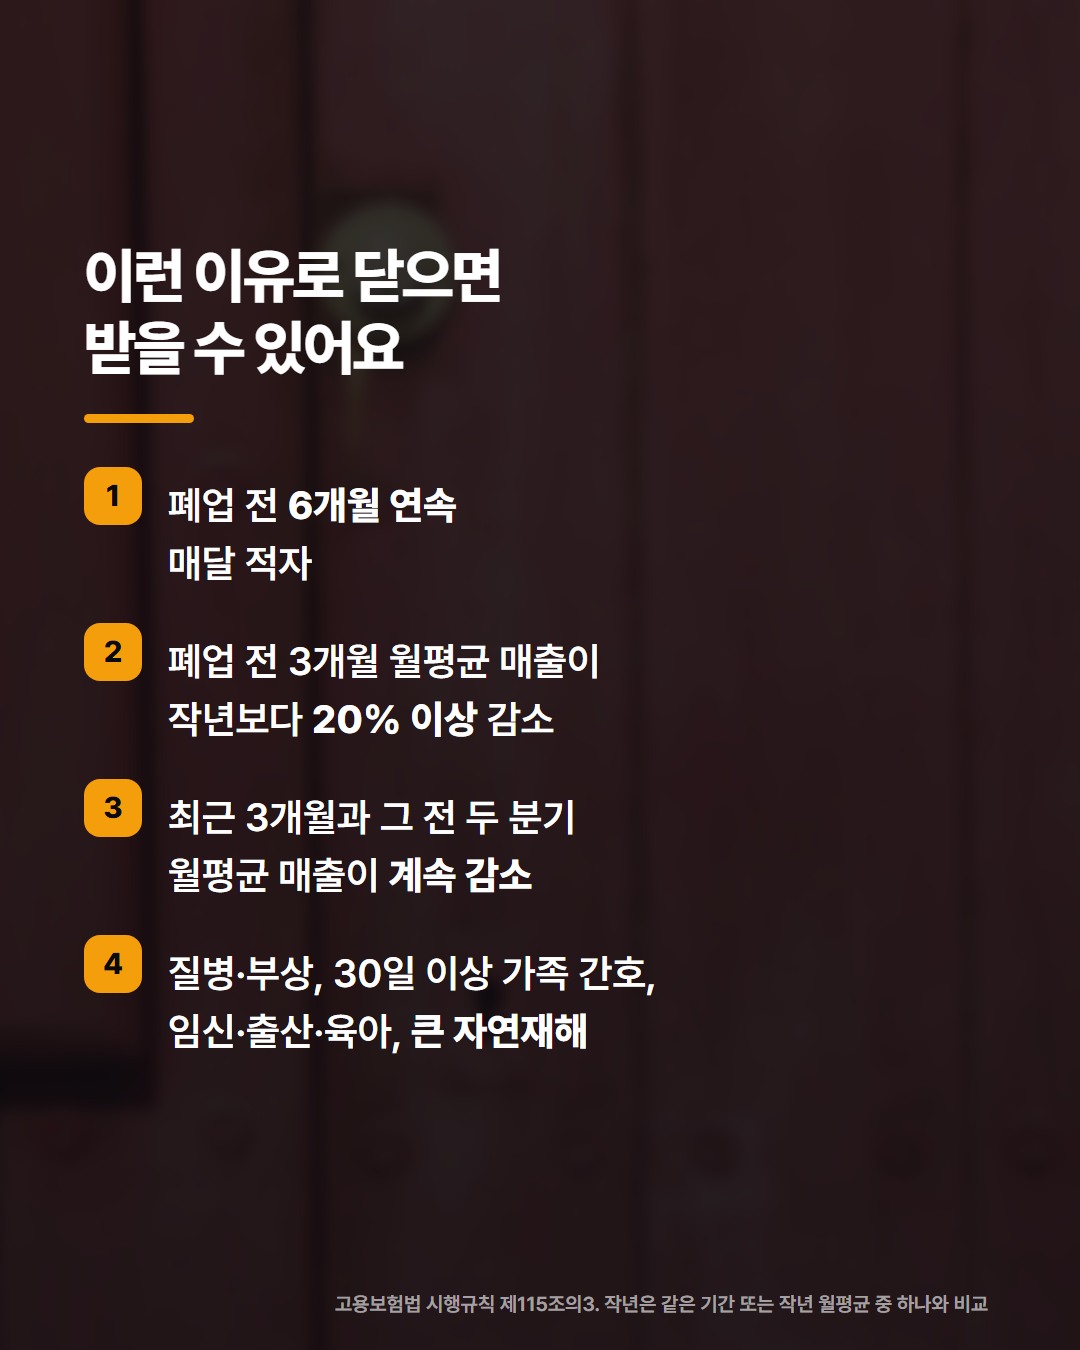 이런 이유로 닫으면
받을 수 있어요
1
폐업 전 6개월 연속
매달 적자
2
폐업 전 3개월 월평균 매출이
작년보다 20% 이상 감소
3
최근 3개월과 그 전 두 분기
월평균 매출이 계속 감소
4
질병·부상, 30일 이상 가족 간호,
임신·출산·육아, 큰 자연재해
고용보험법 시행규칙 제115조의3. 작년은 같은 기간 또는 작년 월평균 중 하나와 비교